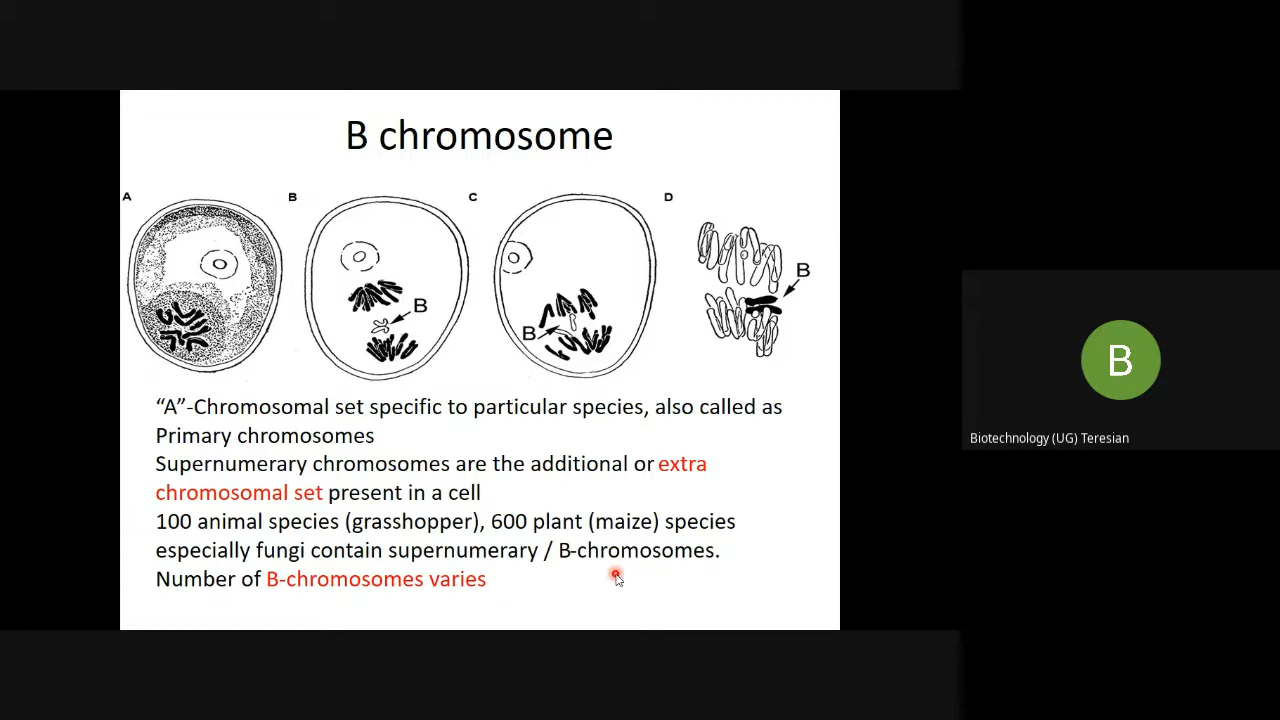 B chromosome
A
B
C
D
B
B
B
“A”-Chromosomal set specific to particular species, also called as
Primary chromosomes
Supernumerary chromosomes are the additional or extra
chromosomal set present in a cell
100 animal species (grasshopper), 600 plant (maize) species
especially fungi contain supernumerary / B-chromosomes.
Number of B-chromosomes varies
B
Biotechnology (UG) Teresian